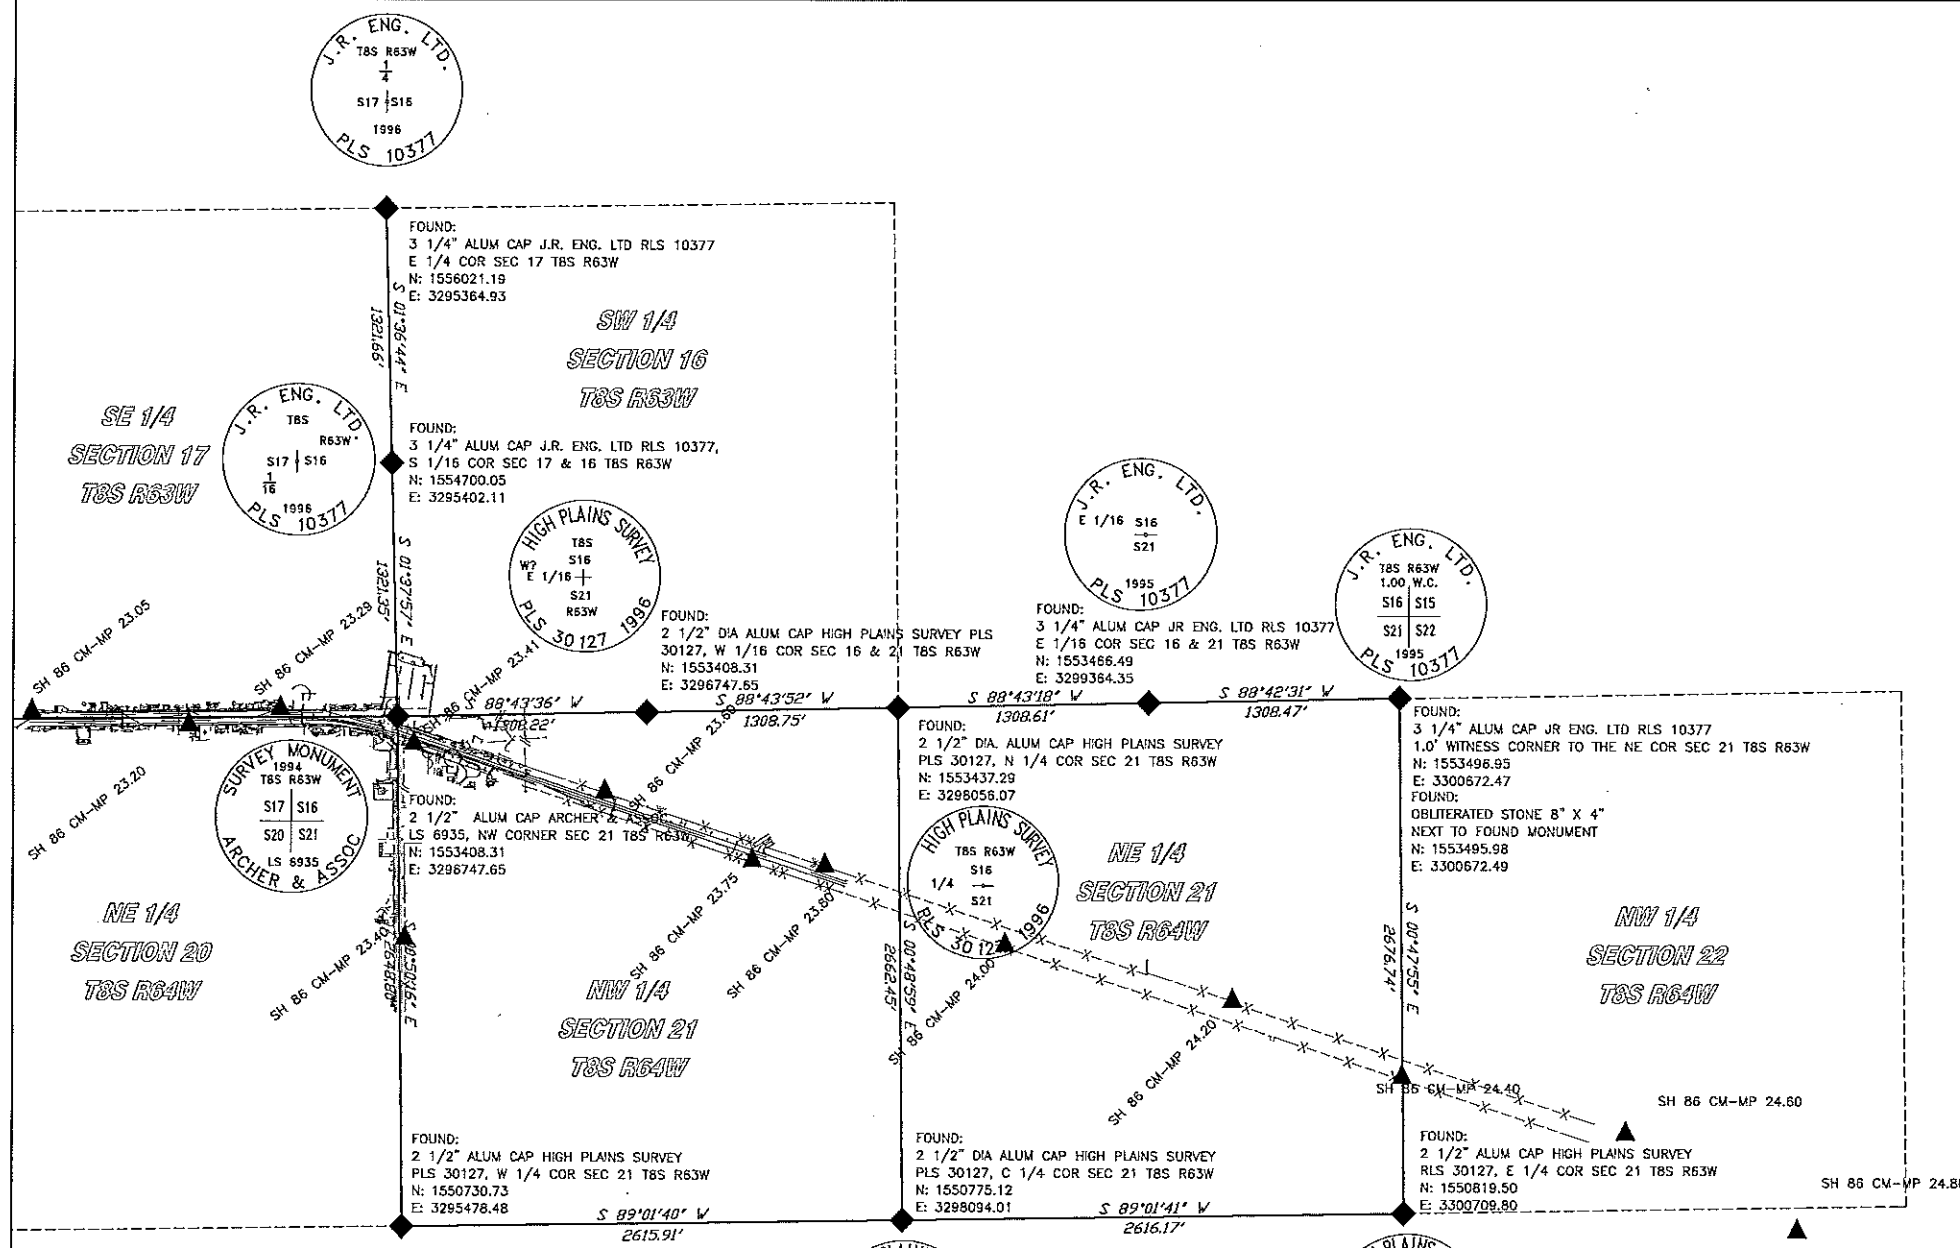 J.R. ENG. LTD.
T8S R63W
1
4
S17 S16
1996
PLS 10377
FOUND:
3 1/4" ALUM CAP J.R. ENG. LTD RLS 10377
E 1/4 COR SEC 17 T8S R63W
N: 1556021.19
E: 3295364.93
S 01°36'44" E
1321.66'
SW 1/4
SECTION 16
T8S R63W
SE 1/4
SECTION 17
T8S R63W
J.R. ENG. LTD
T8S
R63W
S17 S16
1
16
1996
PLS 10377
FOUND:
3 1/4" ALUM CAP J.R. ENG. LTD RLS 10377,
S 1/16 COR SEC 17 & 16 T8S R63W
N: 1554700.05
E: 3295402.11
S 01°37'57" E
1321.35'
HIGH PLAINS SURVEY
T8S
S16
W?
E 1/16
S21
R63W
PLS 30127 1996
J.R. ENG. LTD.
E 1/16 S16
S21
1995
PLS 10377
J.R. ENG. LTD.
T8S R63W
1.00 W.C.
S16 S15
S21 S22
1995
PLS 10377
FOUND:
2 1/2" DIA ALUM CAP HIGH PLAINS SURVEY PLS
30127, W 1/16 COR SEC 16 & 21 T8S R63W
N: 1553408.31
E: 3296747.65
FOUND:
3 1/4" ALUM CAP JR ENG. LTD RLS 10377
E 1/16 COR SEC 16 & 21 T8S R63W
N: 1553466.49
E: 3299364.35
SH 86 CM-MP 23.05
SH 86 CM-MP 23.29
SH 86 CM-MP 23.41
S 88°43'36" W
1308.22'
S 88°43'52" W
1308.75'
S 88°43'18" W
1308.61'
S 88°42'31" W
1308.47'
SH 86 CM-MP 23.60
SH 86 CM-MP 23.20
SURVEY MONUMENT
1994
T8S R63W
S17 S16
S20 S21
LS 6935
ARCHER & ASSOC
FOUND:
2 1/2" ALUM CAP ARCHER & ASSOC
LS 6935, NW CORNER SEC 21 T8S R63W
N: 1553408.31
E: 3296747.65
FOUND:
2 1/2" DIA. ALUM CAP HIGH PLAINS SURVEY
PLS 30127, N 1/4 COR SEC 21 T8S R63W
N: 1553437.29
E: 3298056.07
FOUND:
3 1/4" ALUM CAP JR ENG. LTD RLS 10377
1.0' WITNESS CORNER TO THE NE COR SEC 21 T8S R63W
N: 1553496.95
E: 3300672.47
FOUND:
OBLITERATED STONE 8" X 4"
NEXT TO FOUND MONUMENT
N: 1553495.98
E: 3300672.49
HIGH PLAINS SURVEY
T8S R63W
S16
1/4
S21
PLS 30127 1996
NE 1/4
SECTION 21
T8S R64W
NE 1/4
SECTION 20
T8S R64W
SH 86 CM-MP 23.40
S 00°50'16" E
2648.80'
SH 86 CM-MP 23.75
SH 86 CM-MP 23.80
NW 1/4
SECTION 21
T8S R64W
S 00°48'59" E
2662.45'
SH 86 CM-MP 24.00
SH 86 CM-MP 24.20
S 00°47'55" E
2676.74'
NW 1/4
SECTION 22
T8S R64W
SH 86 CM-MP 24.40
SH 86 CM-MP 24.60
FOUND:
2 1/2" ALUM CAP HIGH PLAINS SURVEY
PLS 30127, W 1/4 COR SEC 21 T8S R63W
N: 1550730.73
E: 3295478.48
S 89°01'40" W
2615.91'
FOUND:
2 1/2" DIA ALUM CAP HIGH PLAINS SURVEY
PLS 30127, C 1/4 COR SEC 21 T8S R63W
N: 1550775.12
E: 3298094.01
S 89°01'41" W
2616.17'
FOUND:
2 1/2" ALUM CAP HIGH PLAINS SURVEY
RLS 30127, E 1/4 COR SEC 21 T8S R63W
N: 1550819.50
E: 3300709.80
SH 86 CM-MP 24.8
PLAINS